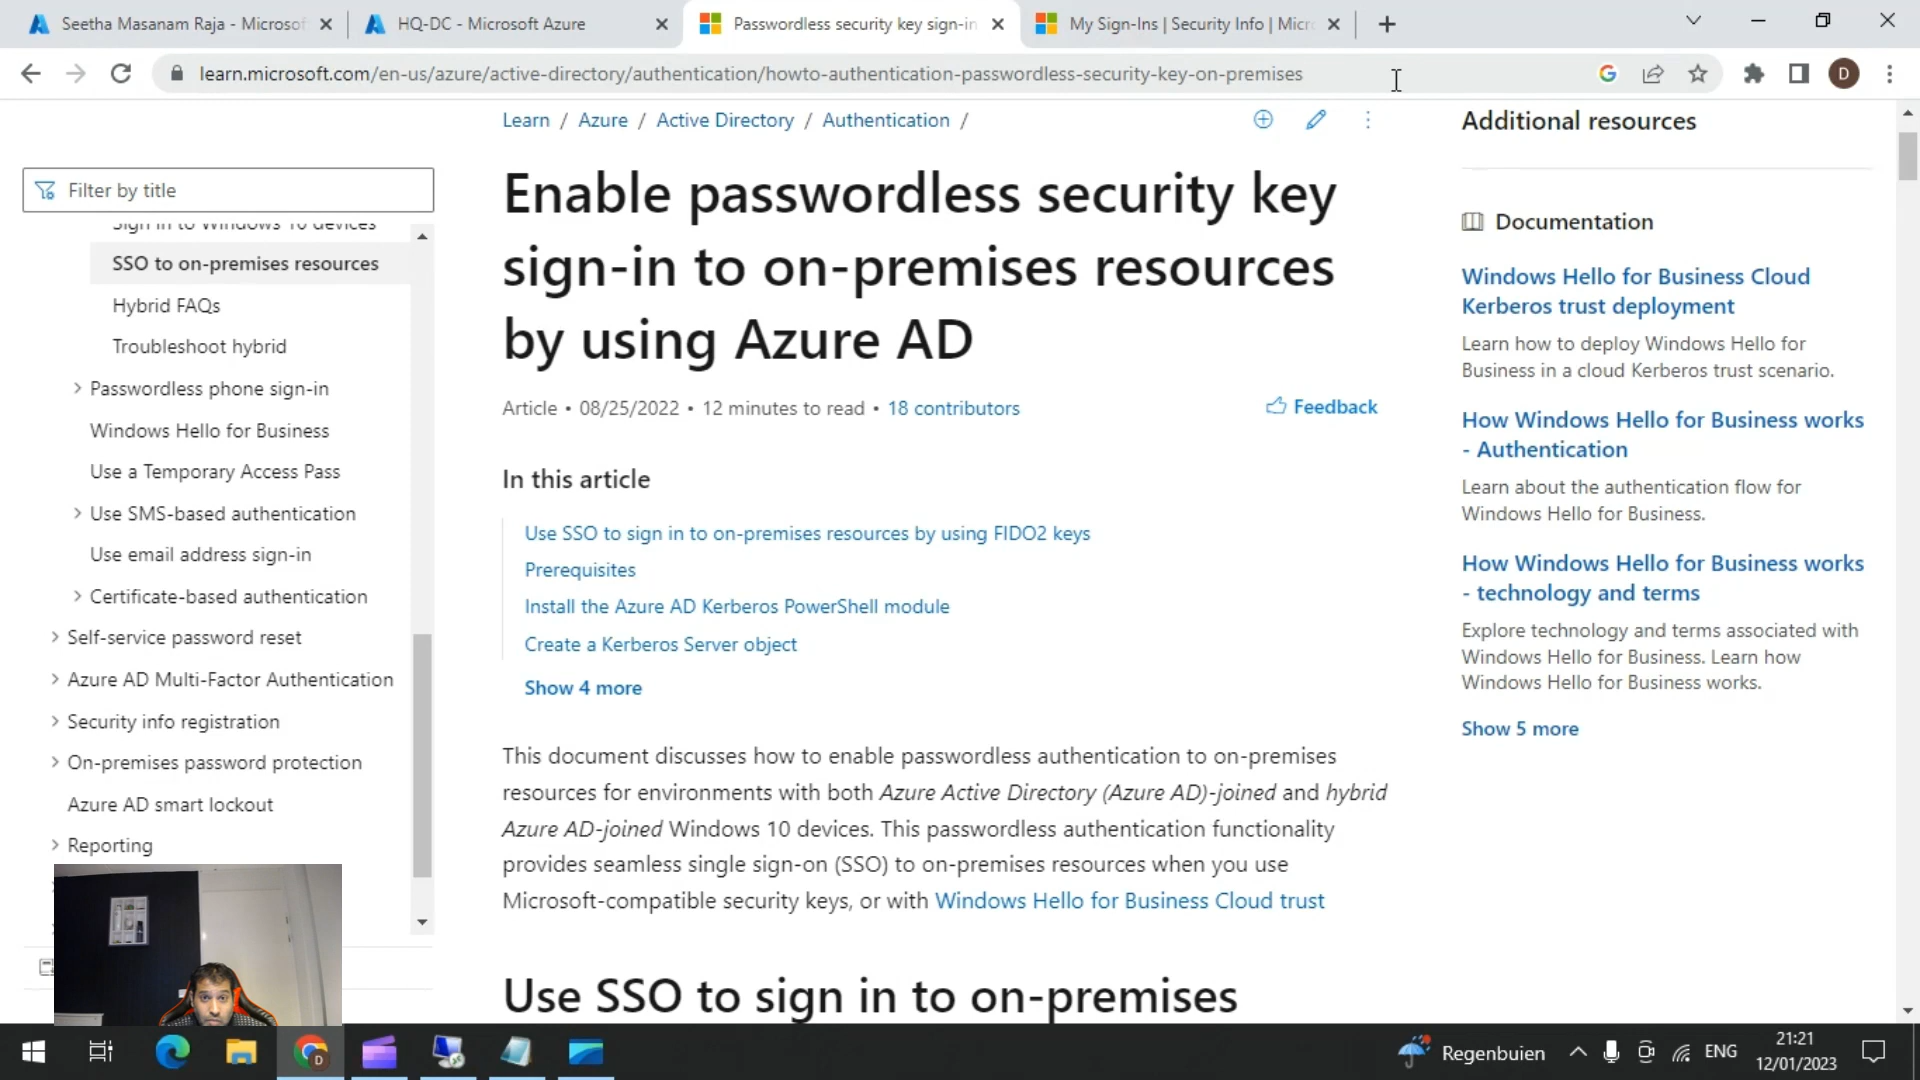 Seetha Masanam Raja - Microsof
HQ-DC - Microsoft Azure
Passwordless security key sign-in
My Sign-Ins | Security Info | Micr
learn.microsoft.com/en-us/azure/active-directory/authentication/howto-authentication-passwordless-security-key-on-premises
D
Learn / Azure / Active Directory / Authentication /
Filter by title
Sign in to Windows 10 devices
SSO to on-premises resources
Hybrid FAQs
Troubleshoot hybrid
Passwordless phone sign-in
Windows Hello for Business
Use a Temporary Access Pass
Use SMS-based authentication
Use email address sign-in
Certificate-based authentication
Self-service password reset
Azure AD Multi-Factor Authentication
Security info registration
On-premises password protection
Azure AD smart lockout
Reporting
Enable passwordless security key
sign-in to on-premises resources
by using Azure AD
Article • 08/25/2022 • 12 minutes to read • 18 contributors
Feedback
In this article
Use SSO to sign in to on-premises resources by using FIDO2 keys
Prerequisites
Install the Azure AD Kerberos PowerShell module
Create a Kerberos Server object
Show 4 more
This document discusses how to enable passwordless authentication to on-premises
resources for environments with both Azure Active Directory (Azure AD)-joined and hybrid
Azure AD-joined Windows 10 devices. This passwordless authentication functionality
provides seamless single sign-on (SSO) to on-premises resources when you use
Microsoft-compatible security keys, or with Windows Hello for Business Cloud trust
Use SSO to sign in to on-premises
Additional resources
Documentation
Windows Hello for Business Cloud
Kerberos trust deployment
Learn how to deploy Windows Hello for
Business in a cloud Kerberos trust scenario.
How Windows Hello for Business works
- Authentication
Learn about the authentication flow for
Windows Hello for Business.
How Windows Hello for Business works
- technology and terms
Explore technology and terms associated with
Windows Hello for Business. Learn how
Windows Hello for Business works.
Show 5 more
D
Regenbuien
ENG
21:21
12/01/2023